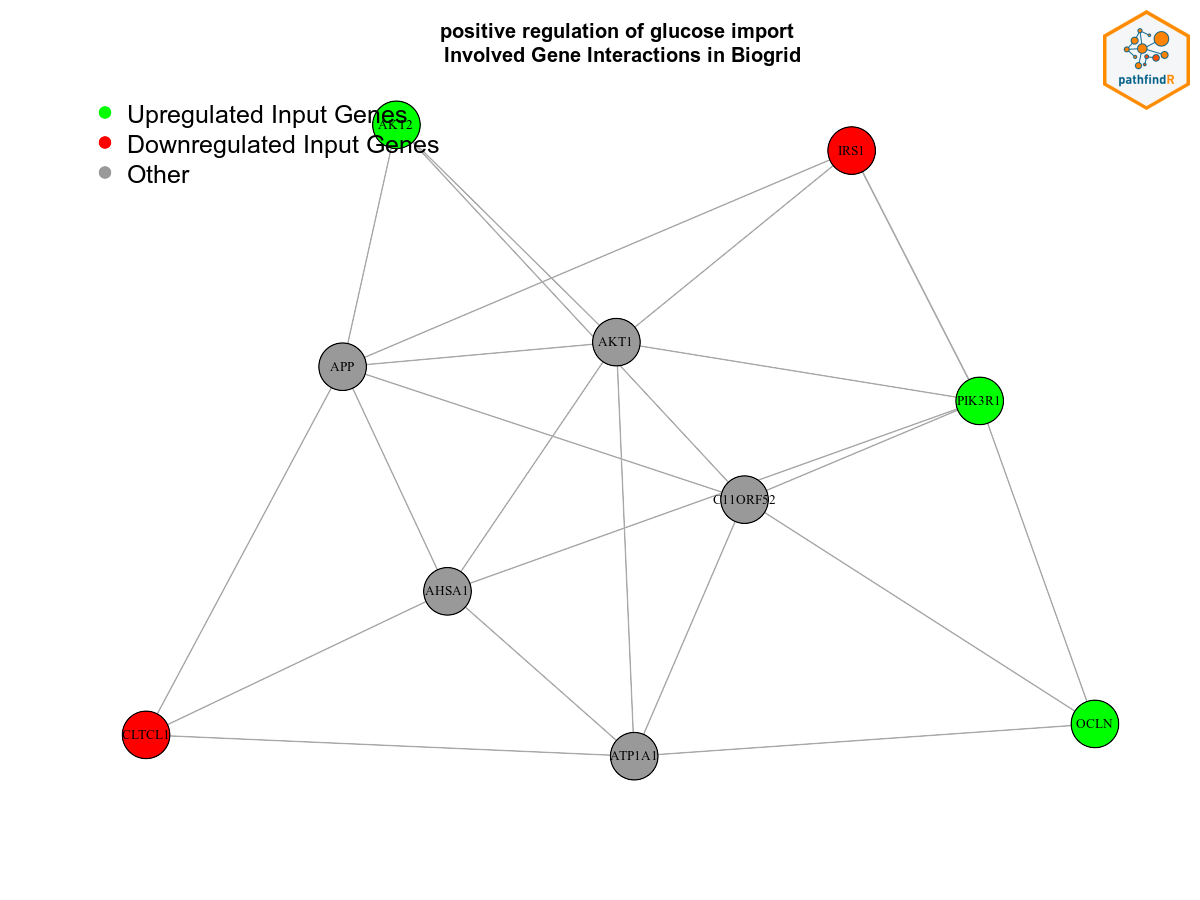 positive regulation of glucose import
Involved Gene Interactions in Biogrid
pathfindR
Upregulated Input Genes
Downregulated Input Genes
Other
AKT2
IRS1
AKT1
APP
PIK3R1
C11ORF52
AHSA1
OCLN
CLTCL1
ATP1A1